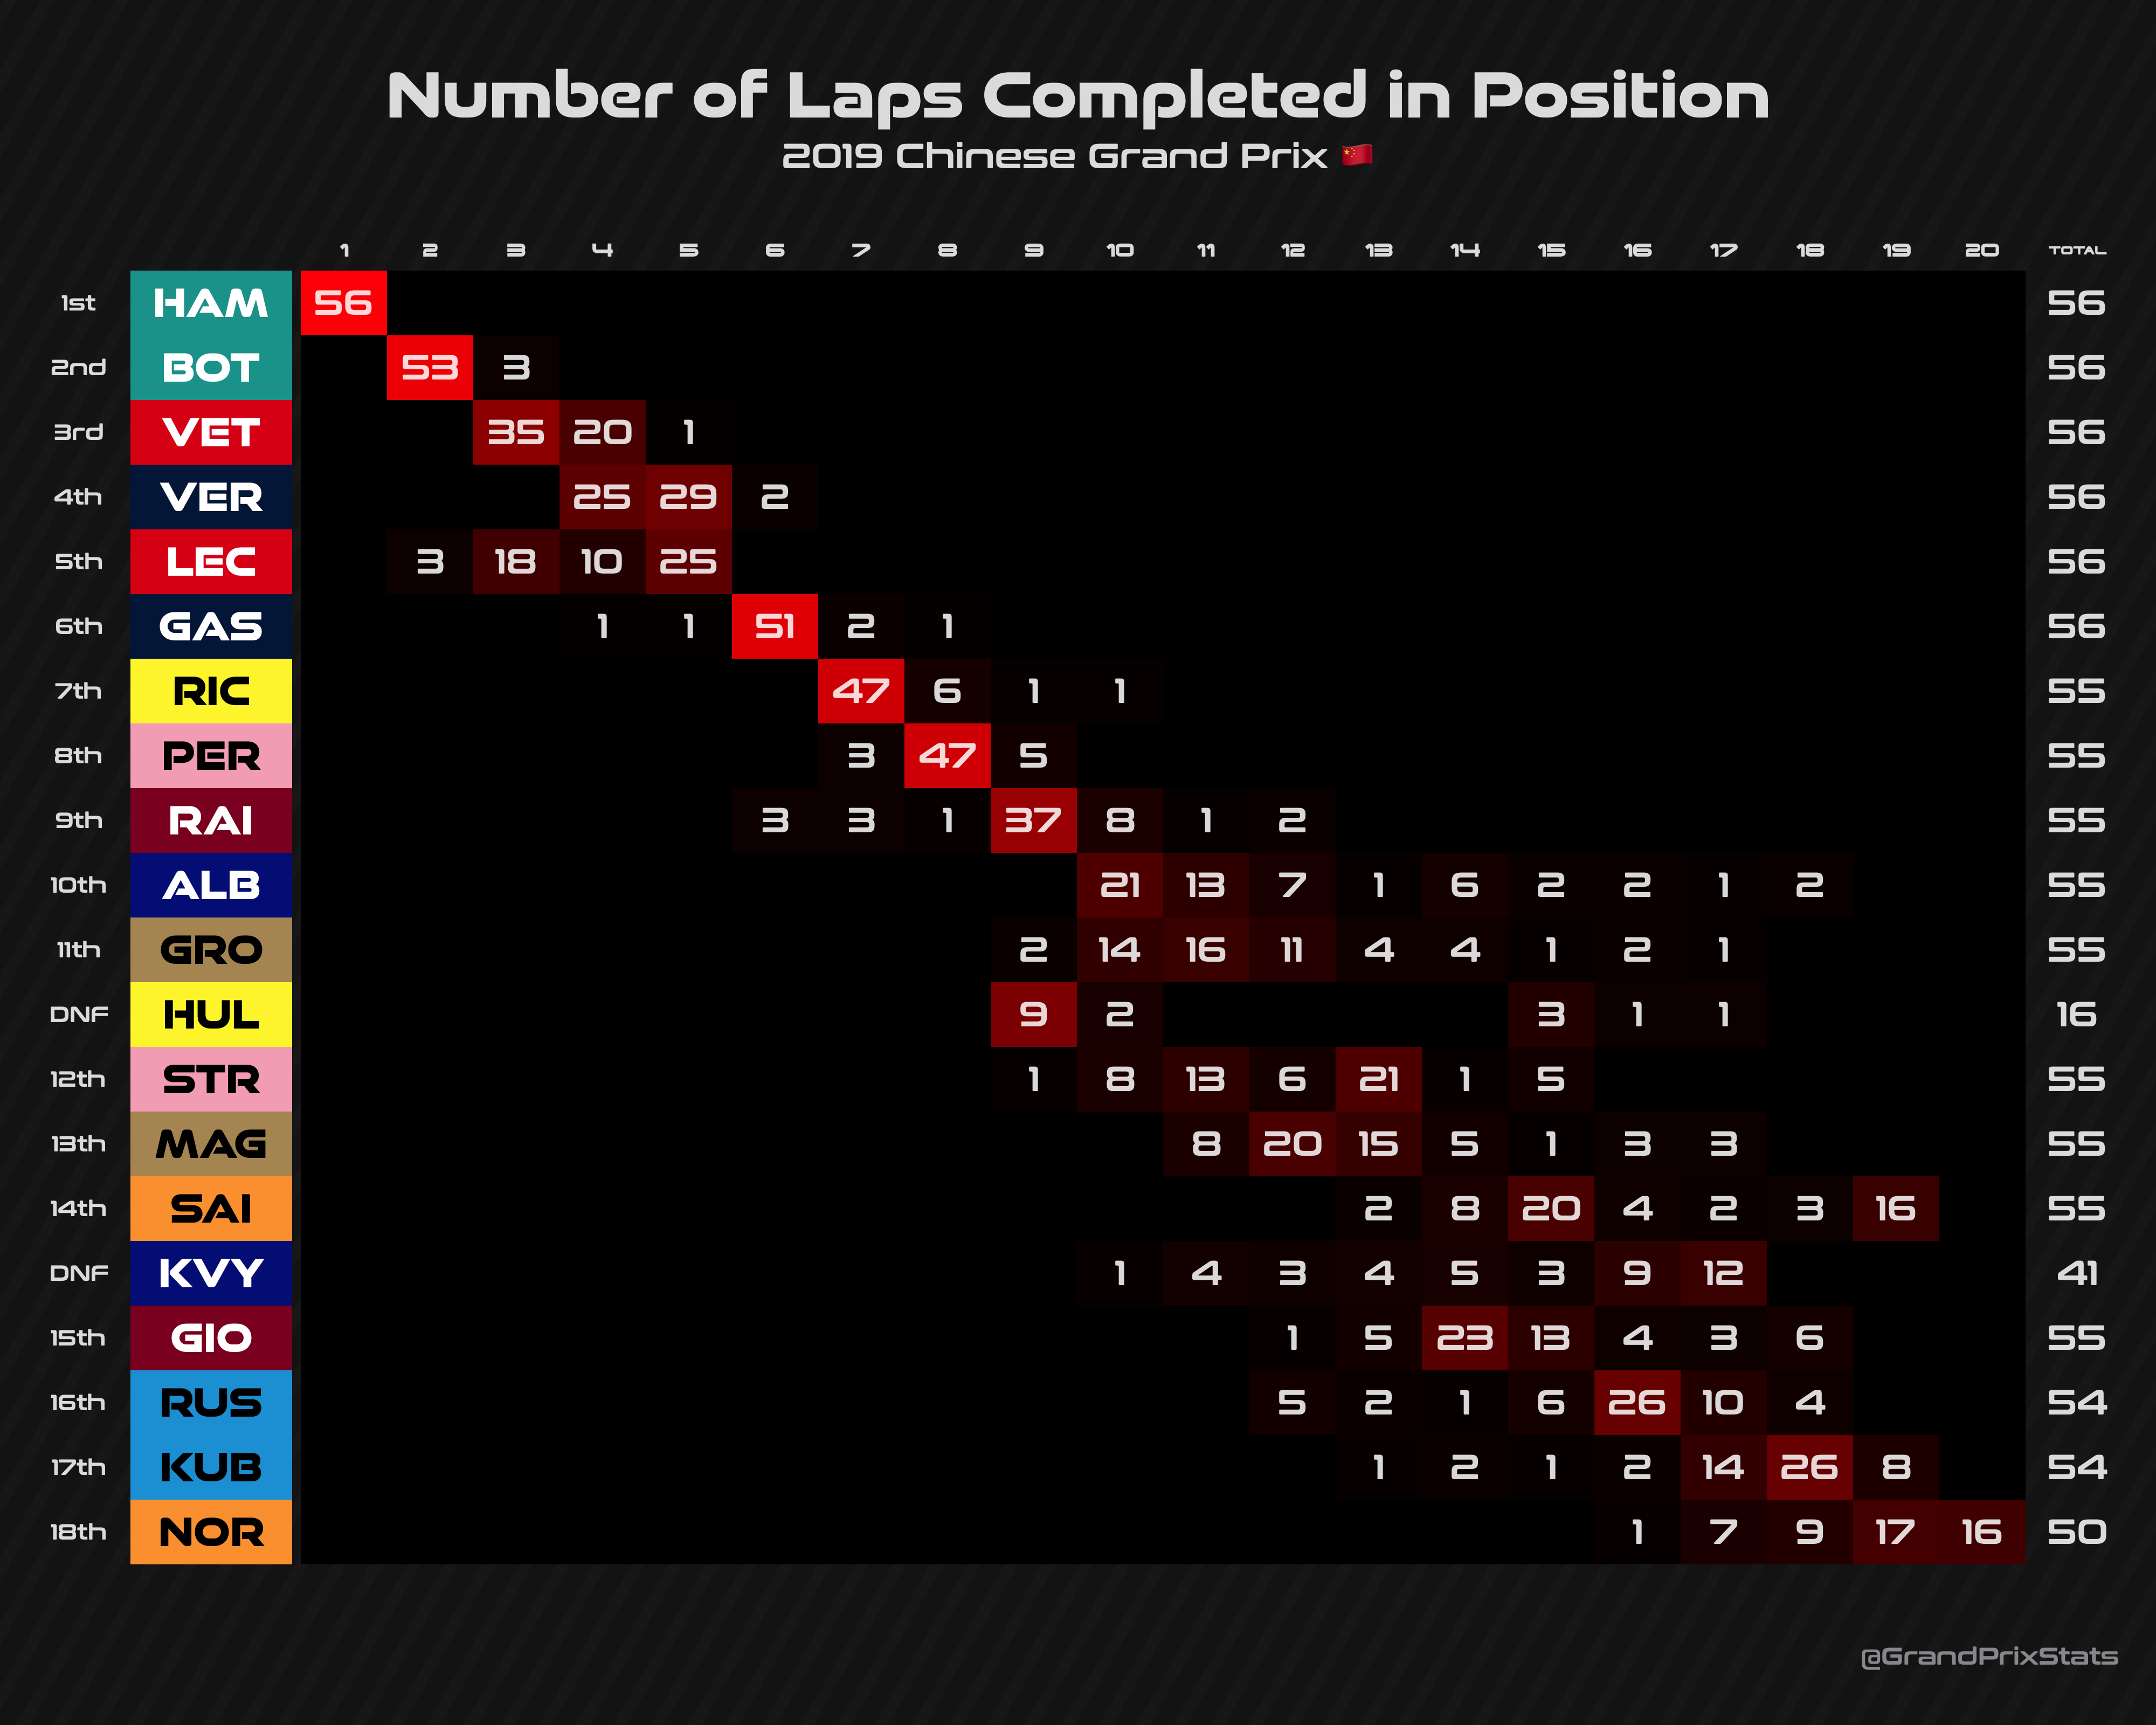 Number of Laps Completed in Position
2019 Chinese Grand Prix 🇨🇳
1 2 3 4 5 6 7 8 9 10 11 12 13 14 15 16 17 18 19 20 TOTAL
1st HAM 56 56
2nd BOT 53 3 56
3rd VET 35 20 1 56
4th VER 25 29 2 56
5th LEC 3 18 10 25 56
6th GAS 1 1 51 2 1 56
7th RIC 47 6 1 1 55
8th PER 3 47 5 55
9th RAI 3 3 1 37 8 1 2 55
10th ALB 21 13 7 1 6 2 2 1 2 55
11th GRO 2 14 16 11 4 4 1 2 1 55
DNF HUL 9 2 3 1 1 16
12th STR 1 8 13 6 21 1 5 55
13th MAG 8 20 15 5 1 3 3 55
14th SAI 2 8 20 4 2 3 16 55
DNF KVY 1 4 3 4 5 3 9 12 41
15th GIO 1 5 23 13 4 3 6 55
16th RUS 5 2 1 6 26 10 4 54
17th KUB 1 2 1 2 14 26 8 54
18th NOR 1 7 9 17 16 50
@GrandPrixStats